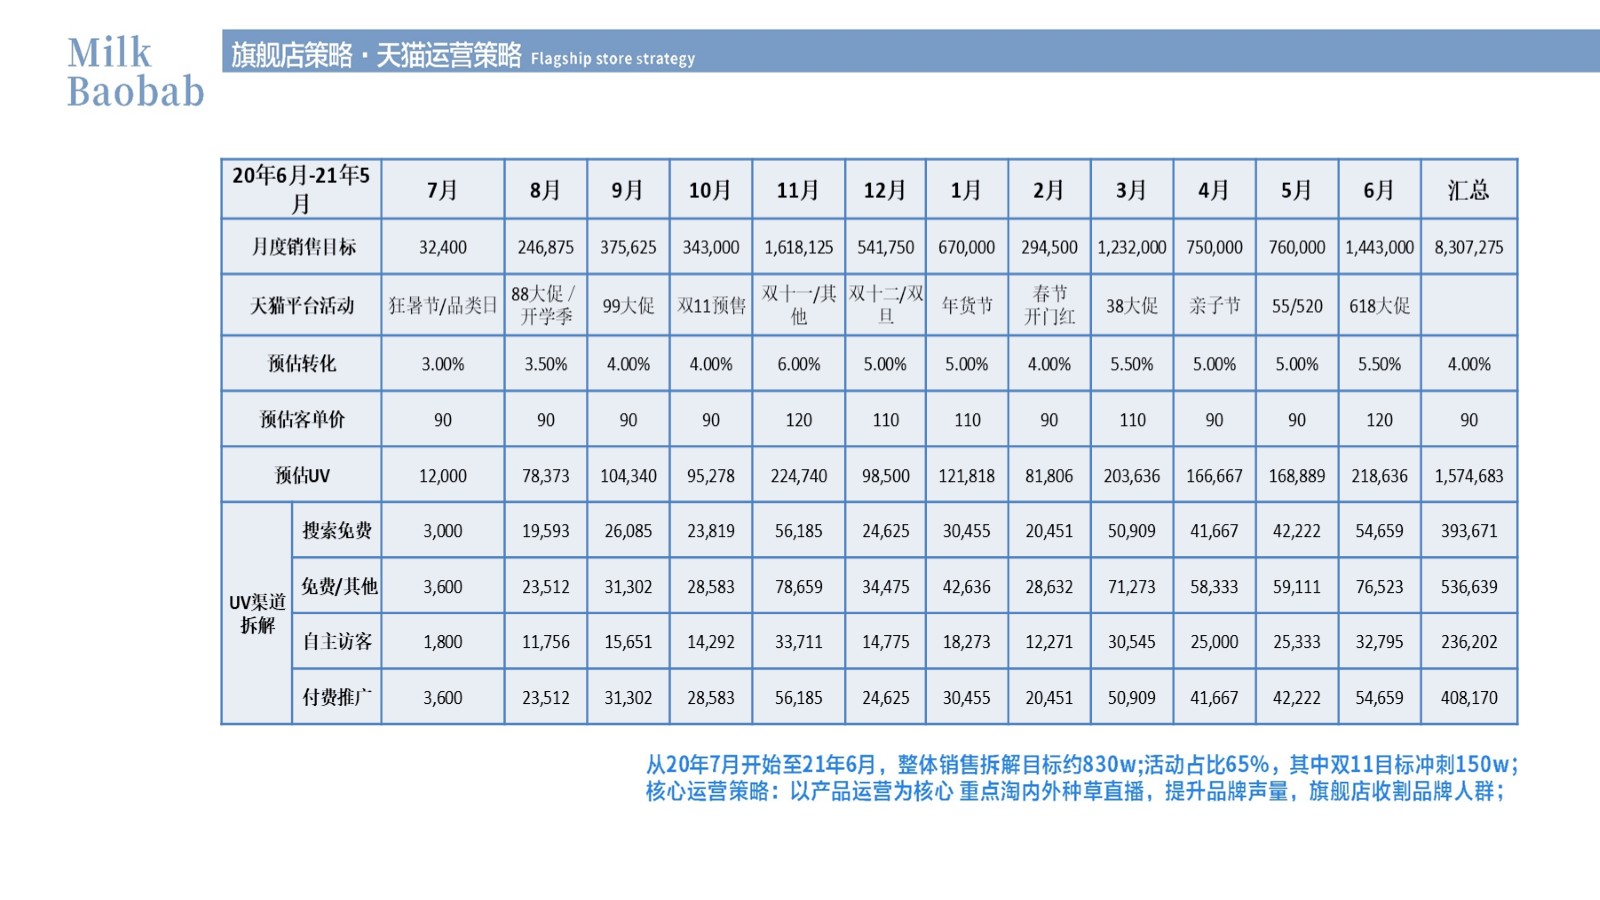 Milk
Baobab
旗舰店策略·天猫运营策略 Flagship store strategy
20年6月-21年5月 7月 8月 9月 10月 11月 12月 1月 2月 3月 4月 5月 6月 汇总
月度销售目标 32,400 246,875 375,625 343,000 1,618,125 541,750 670,000 294,500 1,232,000 750,000 760,000 1,443,000 8,307,275
天猫平台活动 狂暑节/品类日 88大促 / 开学季 99大促 双11预售 双十一/其他 双十二/双旦 年货节 春节 开门红 38大促 亲子节 55/520 618大促
预估转化 3.00% 3.50% 4.00% 4.00% 6.00% 5.00% 5.00% 4.00% 5.50% 5.00% 5.00% 5.50% 4.00%
预估客单价 90 90 90 90 120 110 110 90 110 90 90 120 90
预估UV 12,000 78,373 104,340 95,278 224,740 98,500 121,818 81,806 203,636 166,667 168,889 218,636 1,574,683
UV渠道拆解
搜索免费 3,000 19,593 26,085 23,819 56,185 24,625 30,455 20,451 50,909 41,667 42,222 54,659 393,671
免费/其他 3,600 23,512 31,302 28,583 78,659 34,475 42,636 28,632 71,273 58,333 59,111 76,523 536,639
自主访客 1,800 11,756 15,651 14,292 33,711 14,775 18,273 12,271 30,545 25,000 25,333 32,795 236,202
付费推广 3,600 23,512 31,302 28,583 56,185 24,625 30,455 20,451 50,909 41,667 42,222 54,659 408,170
从20年7月开始至21年6月，整体销售拆解目标约830w;活动占比65%，其中双11目标冲刺150w；
核心运营策略：以产品运营为核心 重点淘内外种草直播，提升品牌声量，旗舰店收割品牌人群；